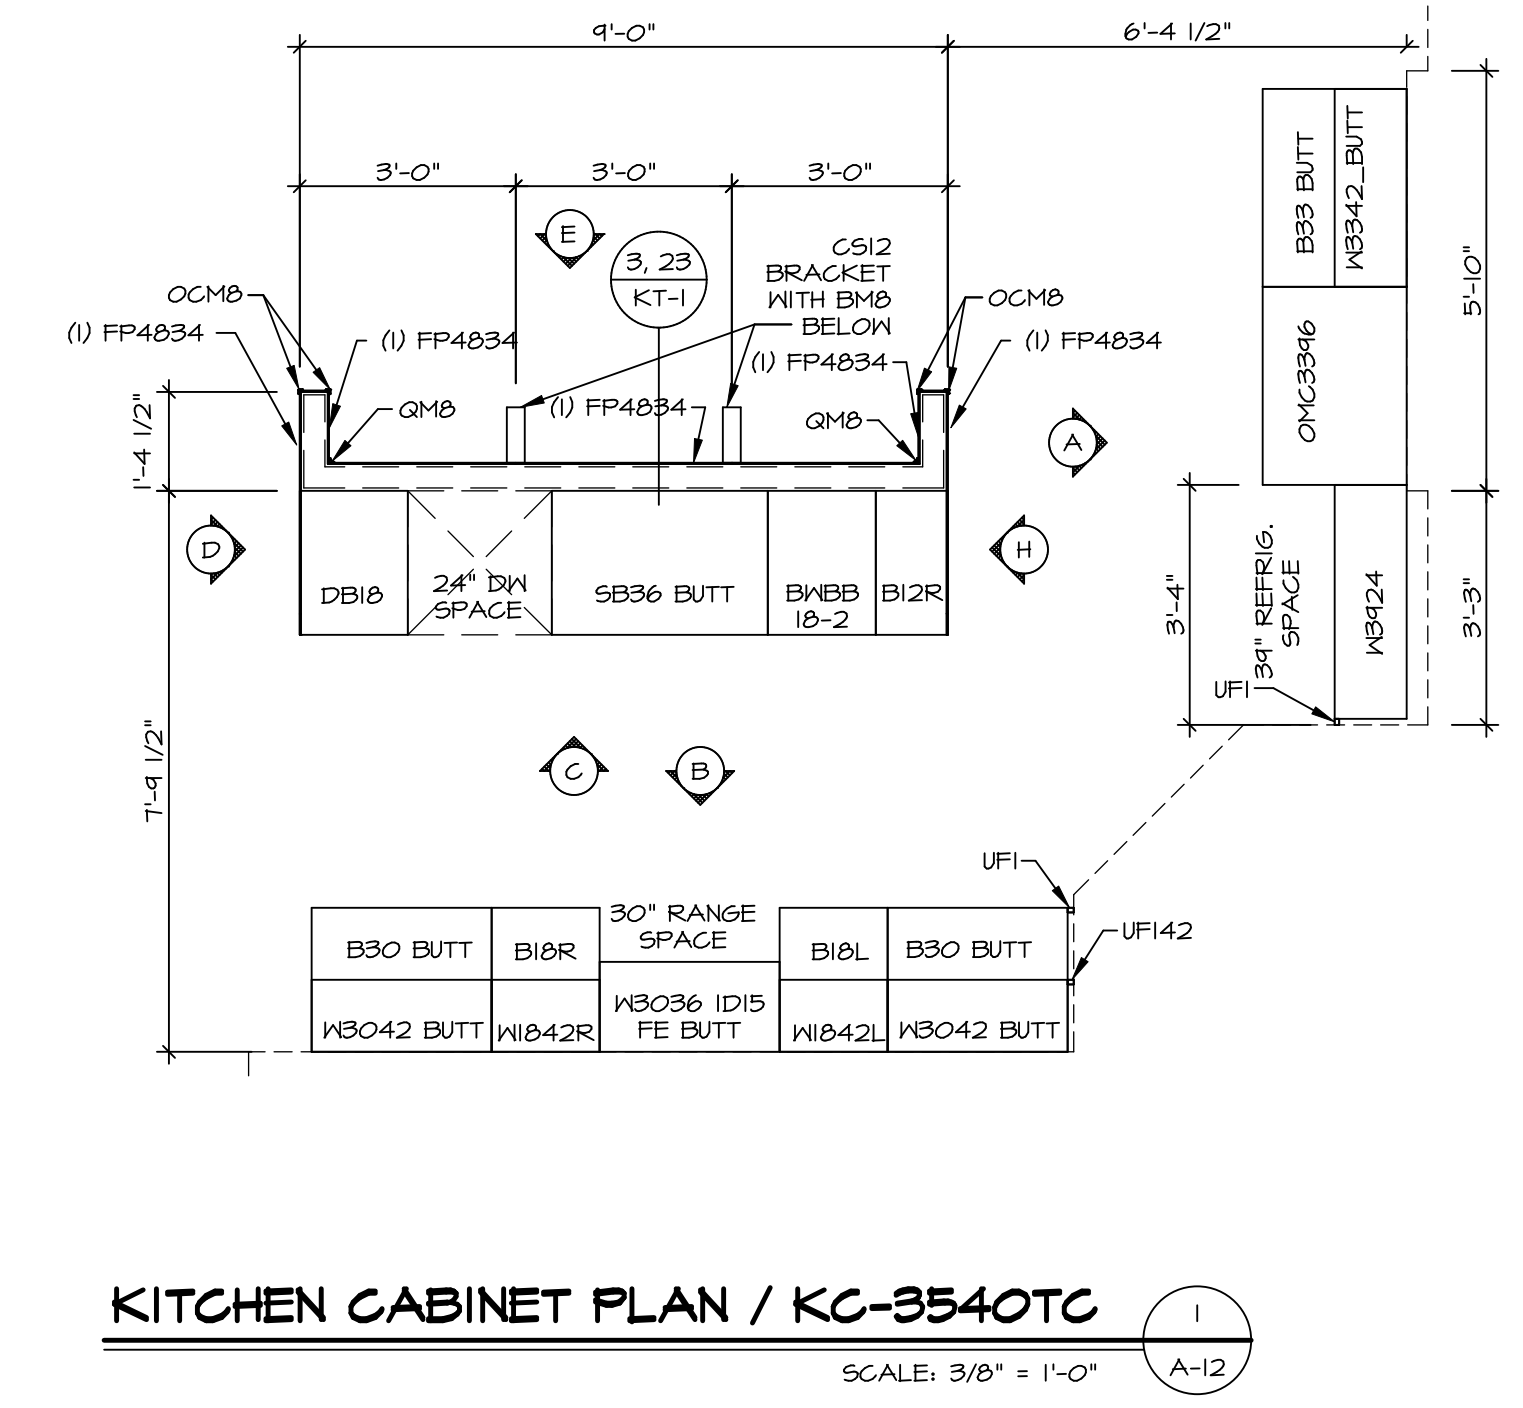 9'-0"
6'-4 1/2"
3'-0"
3'-0"
3'-0"
E
3, 23
KT-1
CS12
BRACKET
WITH BM8
BELOW
OCM8
OCM8
(1) FP4834
(1) FP4834
(1) FP4834
(1) FP4834
(1) FP4834
QM8
QM8
1'-4 1/2"
A
B33 BUTT
W3342_BUTT
OMC3396
5'-10"
D
H
DB18
24" DW
SPACE
SB36 BUTT
BWBB
18-2
B12R
3'-4"
39" REFRIG.
SPACE
W3924
3'-3"
UF1
7'-9 1/2"
C
B
UF1
30" RANGE
SPACE
UF142
B30 BUTT
B18R
B18L
B30 BUTT
W3036 1D15
FE BUTT
W3042 BUTT
W1842R
W1842L
W3042 BUTT
KITCHEN CABINET PLAN / KC-3540TC
1
A-12
SCALE: 3/8" = 1'-0"